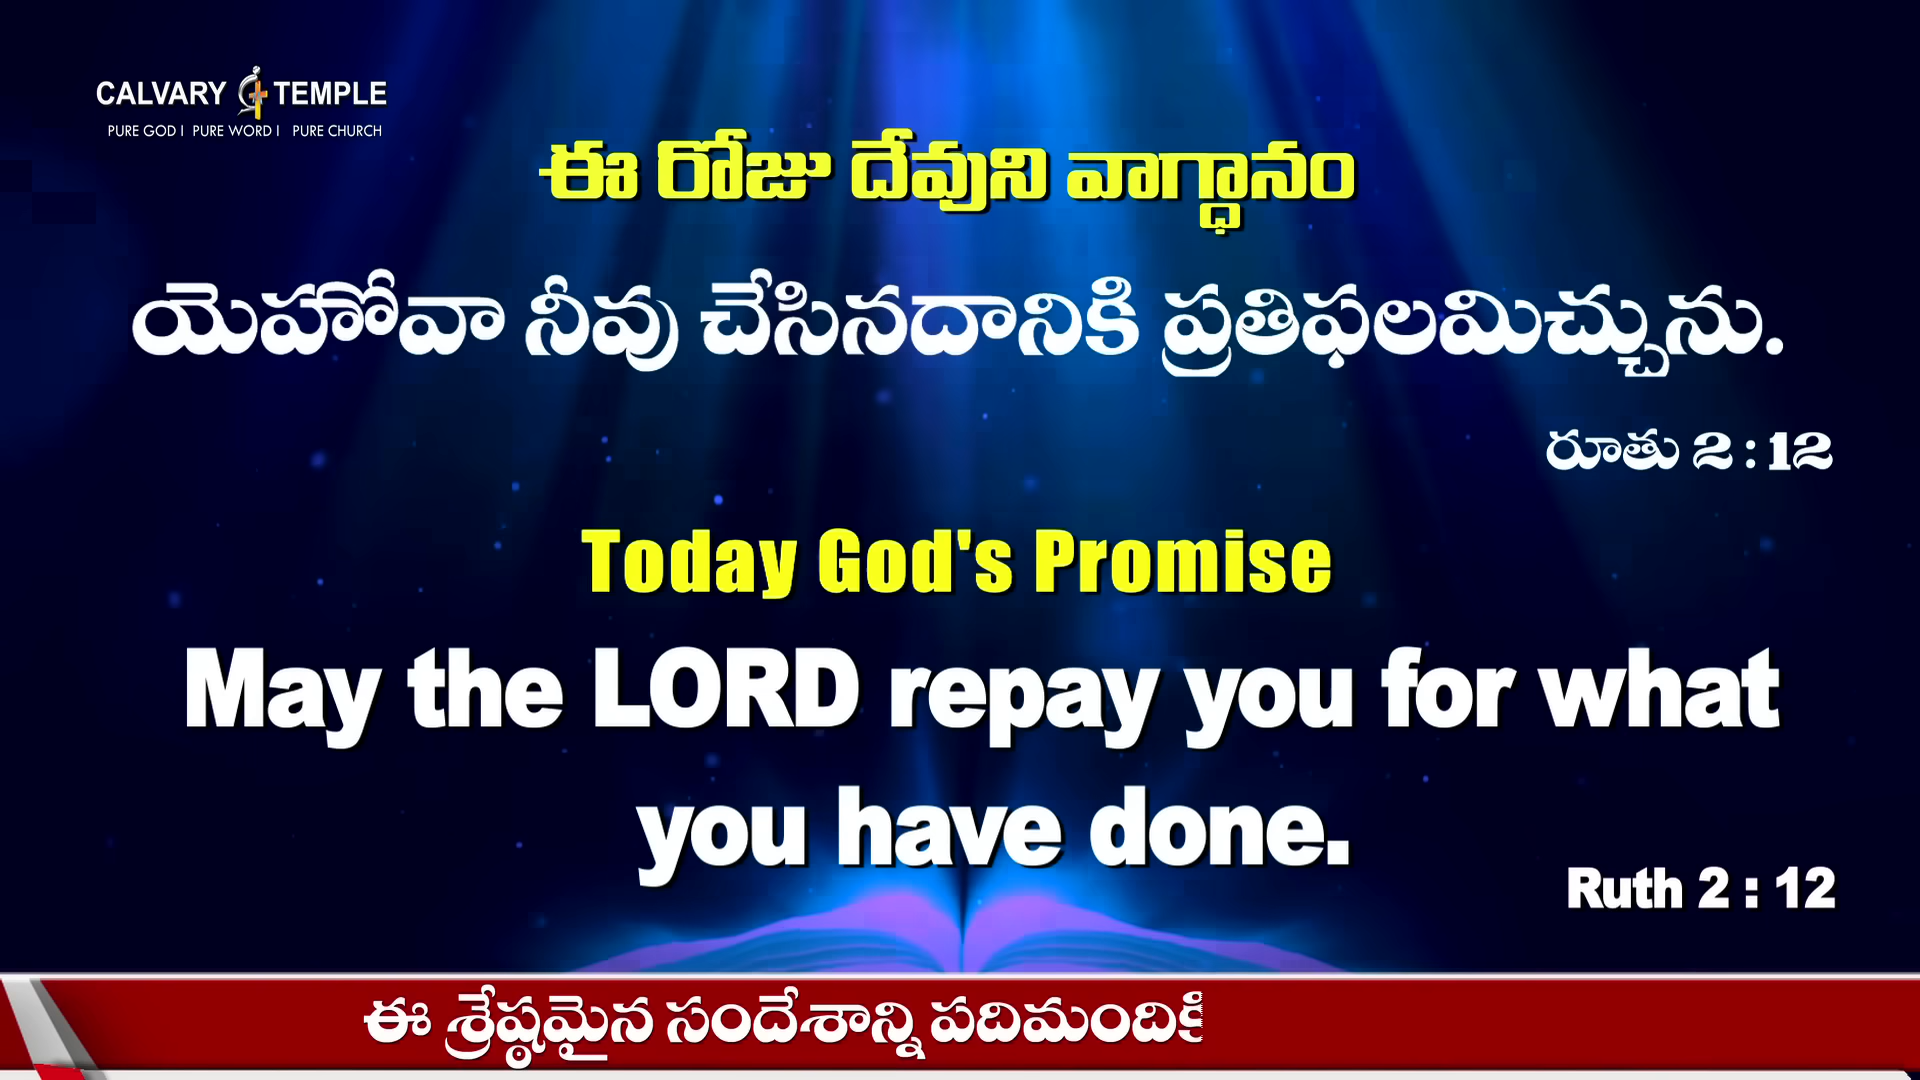 CALVARY TEMPLE
PURE GOD I PURE WORD I PURE CHURCH
ఈ రోజు దేవుని వాగ్ధానం
యెహోవా నీవు చేసినదానికి ప్రతిఫలమిచ్చును.
రూతు 2 : 12
Today God's Promise
May the LORD repay you for what
you have done.
Ruth 2 : 12
ఈ శ్రేష్ఠమైన సందేశాన్ని పదిమందికి